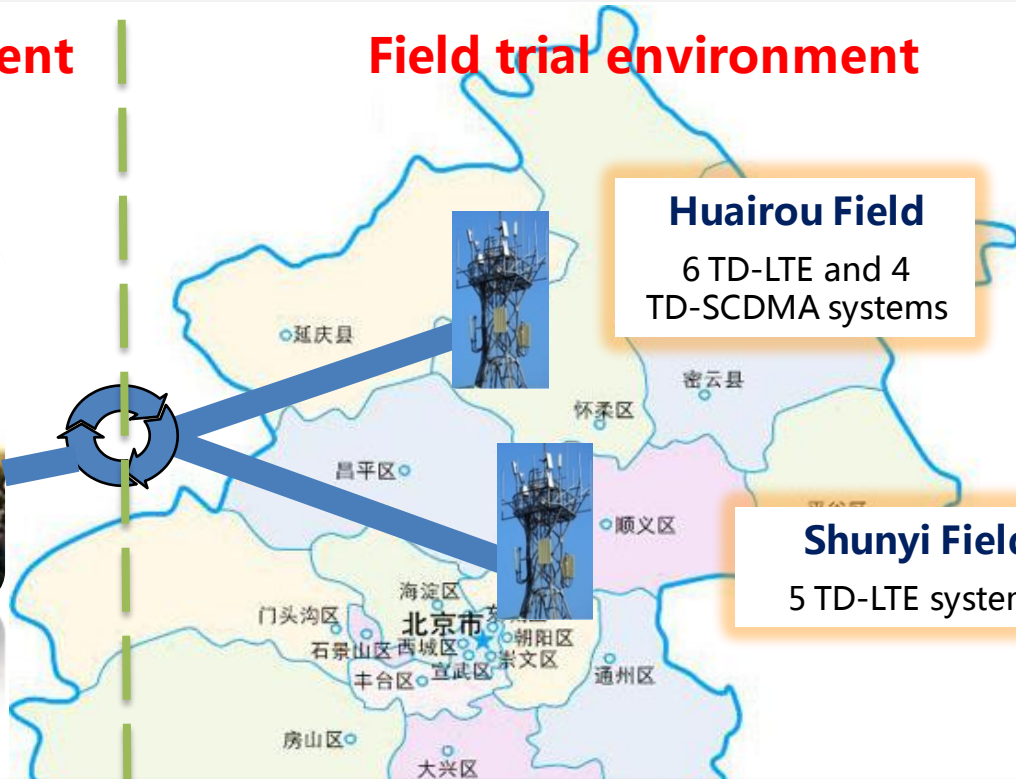 ent
Field trial environment
Huairou Field
6 TD-LTE and 4
TD-SCDMA systems
延庆县
密云县
怀柔区
昌平区
顺义区
Shunyi Field
5 TD-LTE system
海淀区
门头沟区
北京市
朝阳区
石景山区
西城区
崇文区
宣武区
丰台区
通州区
房山区
大兴区